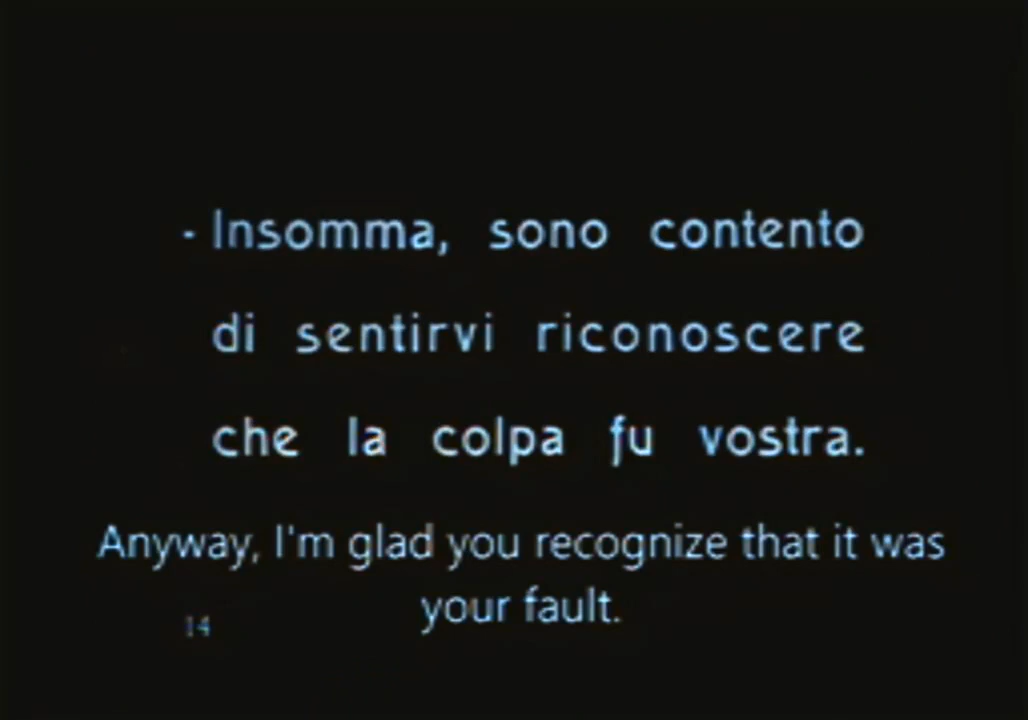 - Insomma, sono contento
di sentirvi riconoscere
che la colpa fu vostra.
Anyway, I'm glad you recognize that it was
your fault.
14